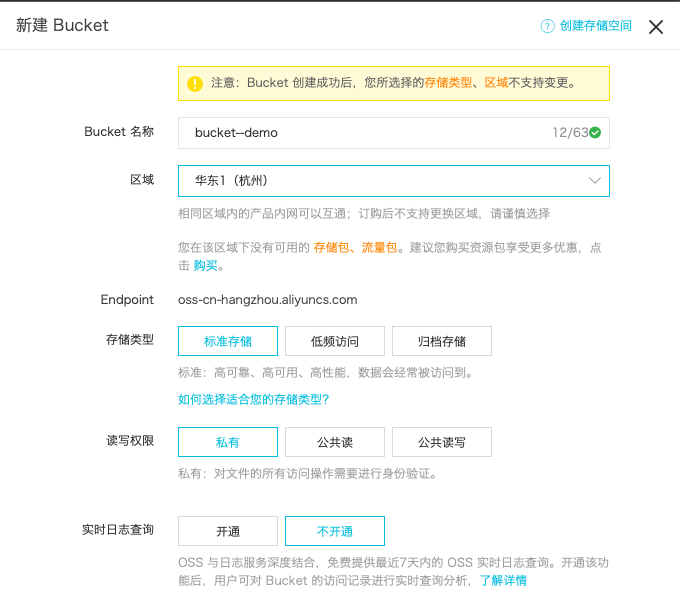 新建 Bucket
? 创建存储空间
注意：Bucket 创建成功后，您所选择的存储类型、区域不支持变更。
Bucket 名称
bucket--demo
12/63
区域
华东1（杭州）
相同区域内的产品内网可以互通；订购后不支持更换区域，请谨慎选择
您在该区域下没有可用的 存储包、流量包。建议您购买资源包享受更多优惠，点
击 购买。
Endpoint
oss-cn-hangzhou.aliyuncs.com
存储类型
标准存储
低频访问
归档存储
标准：高可靠、高可用、高性能，数据会经常被访问到。
如何选择适合您的存储类型?
读写权限
私有
公共读
公共读写
私有：对文件的所有访问操作需要进行身份验证。
实时日志查询
开通
不开通
OSS 与日志服务深度结合，免费提供最近7天内的 OSS 实时日志查询。开通该功
能后，用户可对 Bucket 的访问记录进行实时查询分析，了解详情